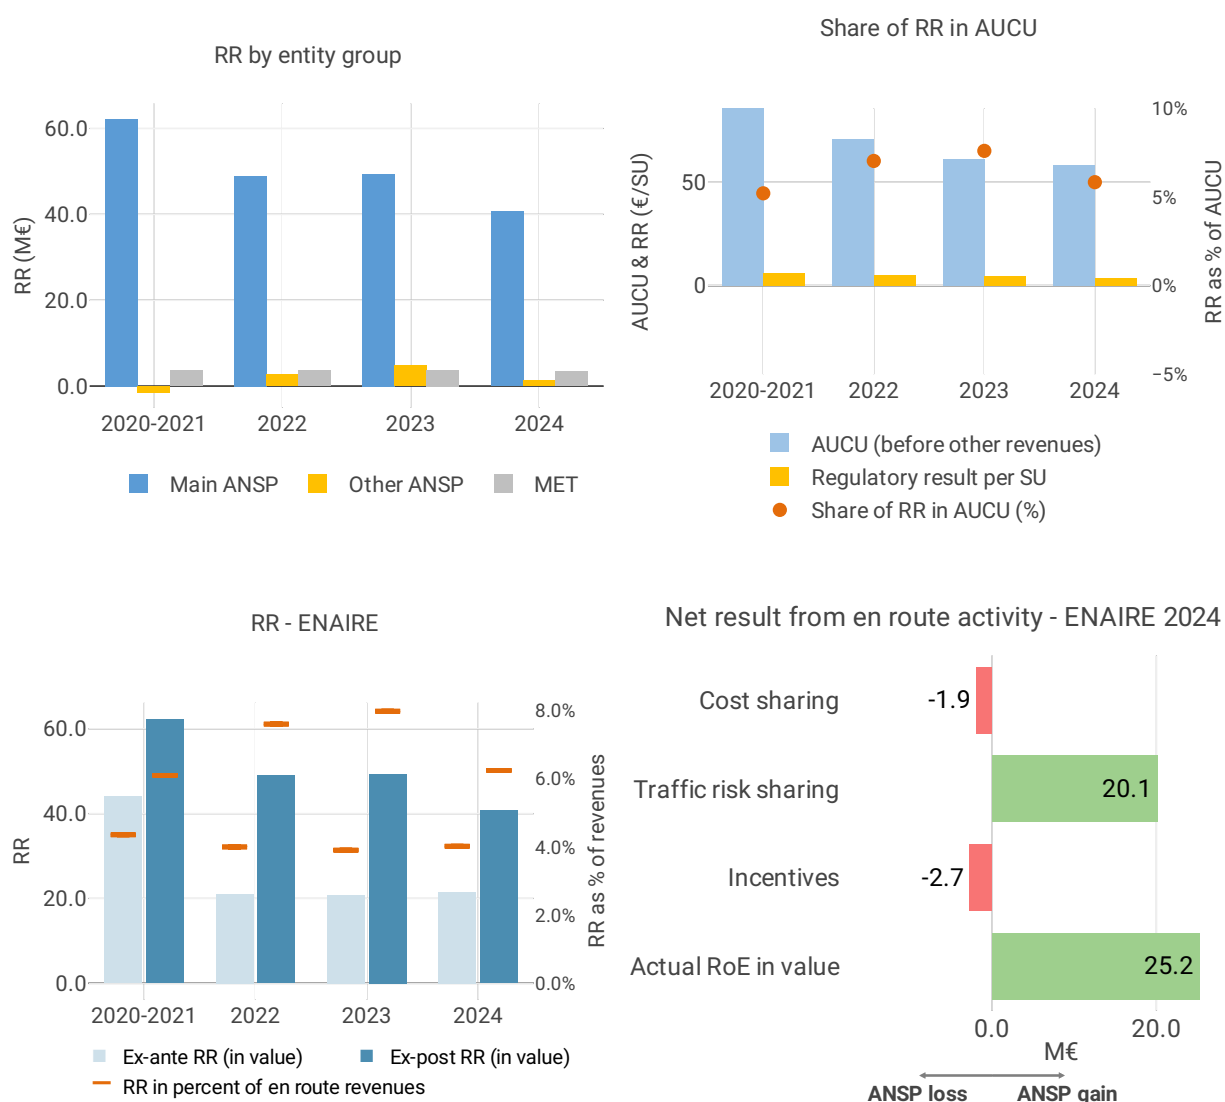 RR by entity group
RR (M€)
60.0
40.0
20.0
0.0
2020-2021
2022
2023
2024
Main ANSP
Other ANSP
MET
Share of RR in AUCU
AUCU & RR (€/SU)
50
0
10%
5%
0%
−5%
RR as % of AUCU
2020-2021
2022
2023
2024
AUCU (before other revenues)
Regulatory result per SU
Share of RR in AUCU (%)
RR - ENAIRE
RR
60.0
40.0
20.0
0.0
8.0%
6.0%
4.0%
2.0%
0.0%
RR as % of revenues
2020-2021
2022
2023
2024
Ex-ante RR (in value)
Ex-post RR (in value)
RR in percent of en route revenues
Net result from en route activity - ENAIRE 2024
Cost sharing
-1.9
Traffic risk sharing
20.1
Incentives
-2.7
Actual RoE in value
25.2
0.0
20.0
M€
ANSP loss
ANSP gain